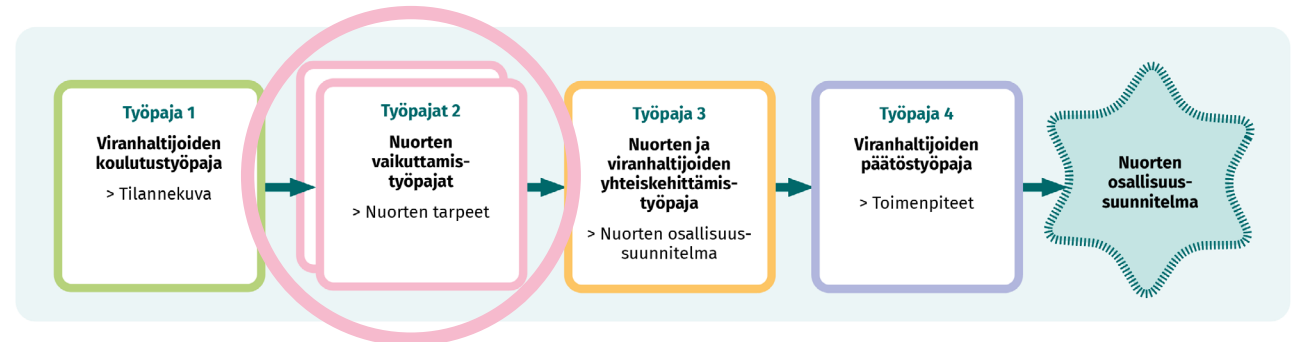 Työpaja 1
Viranhaltijoiden
koulutustyöpaja
> Tilannekuva
Työpajat 2
Nuorten
vaikuttamis-
työpajat
> Nuorten tarpeet
Työpaja 3
Nuorten ja
viranhaltijoiden
yhteiskehittämis-
työpaja
> Nuorten osallisuus-
suunnitelma
Työpaja 4
Viranhaltijoiden
päätöstyöpaja
> Toimenpiteet
Nuorten
osallisuus-
suunnitelma